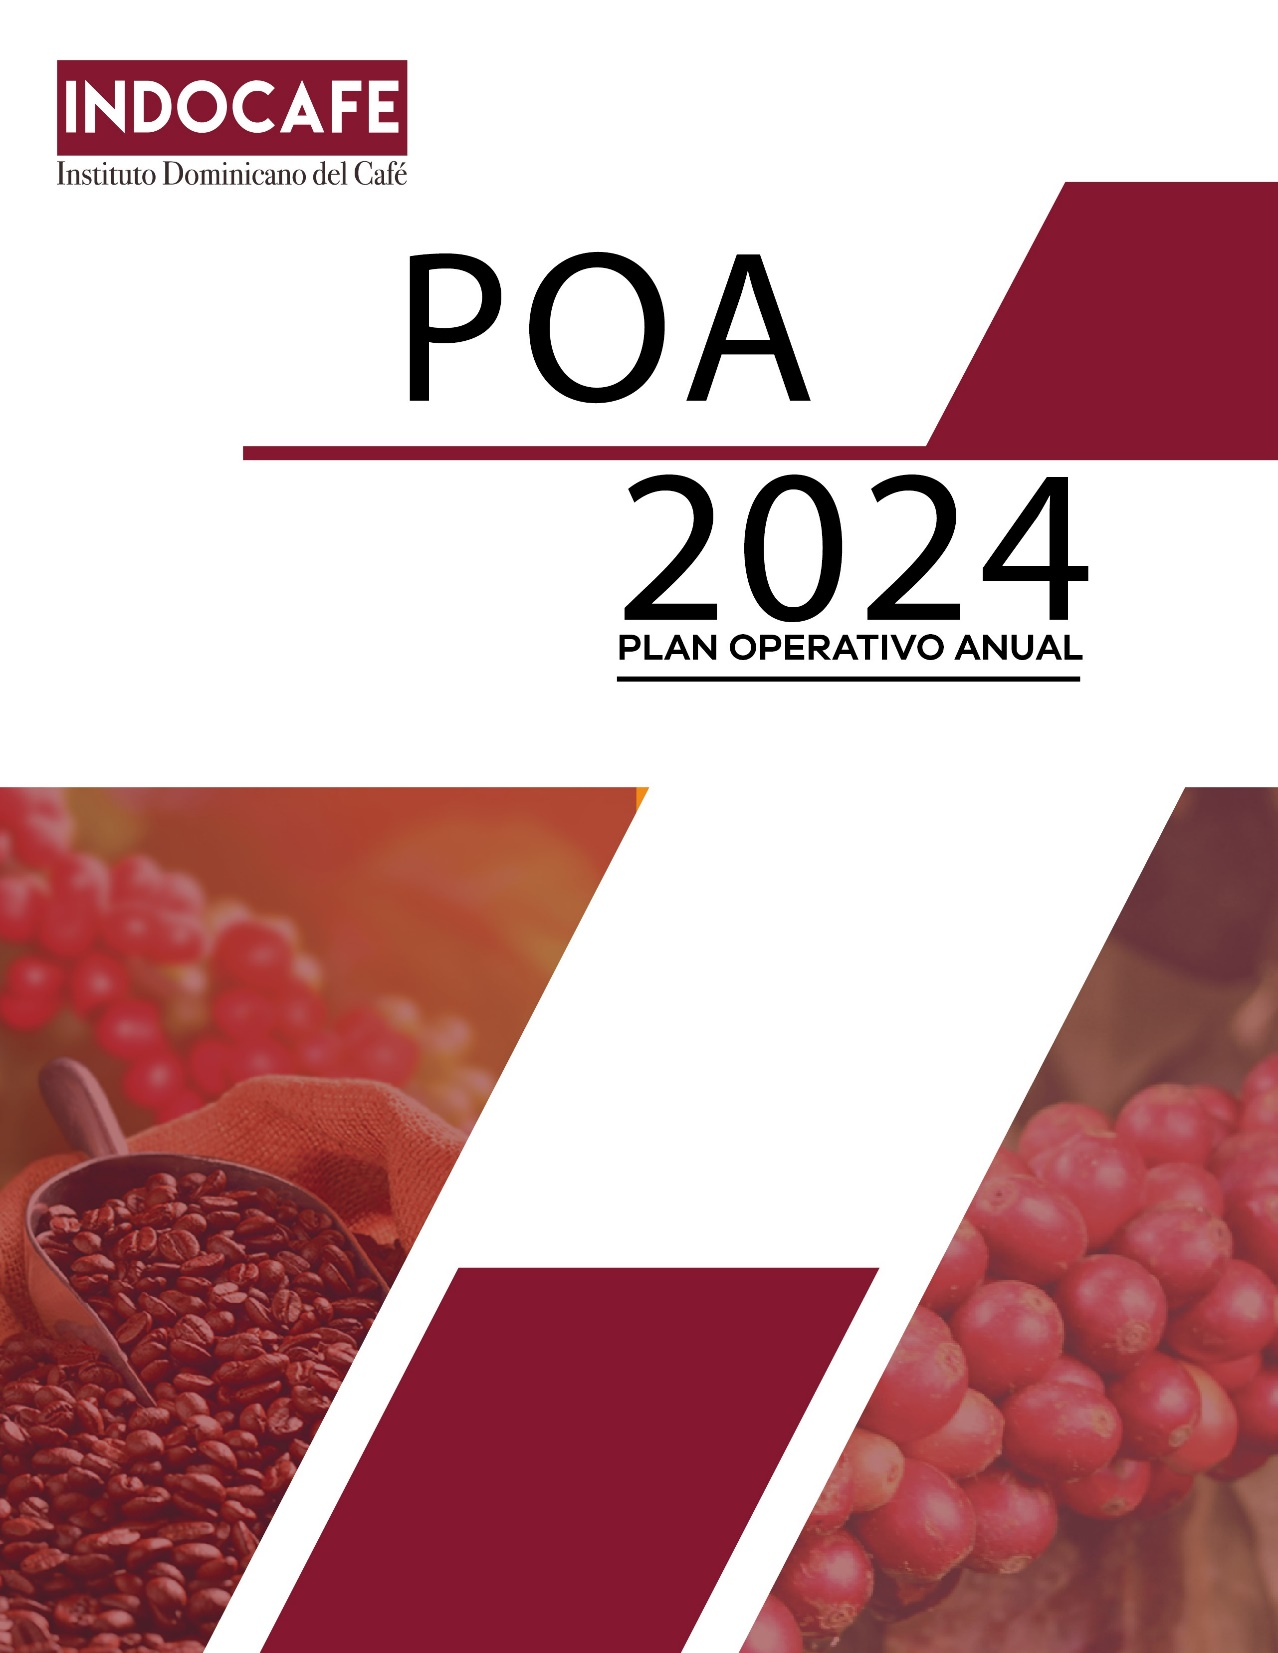 INDOCAFE
Instituto Dominicano del Café
POA
2024
PLAN OPERATIVO ANUAL